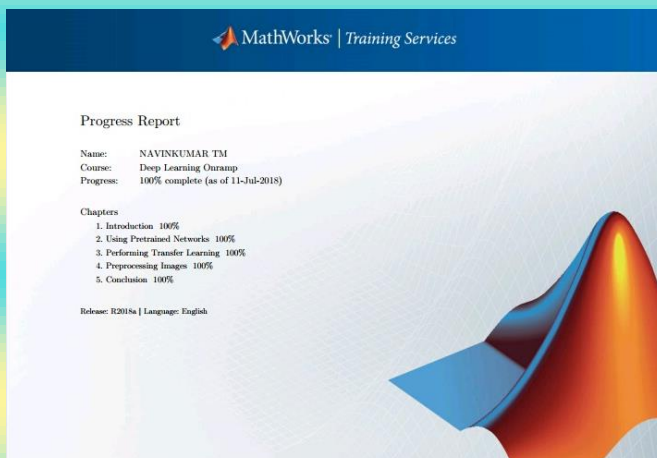 MathWorks® | Training Services
Progress Report
Name: NAVINKUMAR TM
Course: Deep Learning Onramp
Progress: 100% complete (as of 11-Jul-2018)
Chapters
1. Introduction 100%
2. Using Pretrained Networks 100%
3. Performing Transfer Learning 100%
4. Preprocessing Images 100%
5. Conclusion 100%
Release: R2018a | Language: English